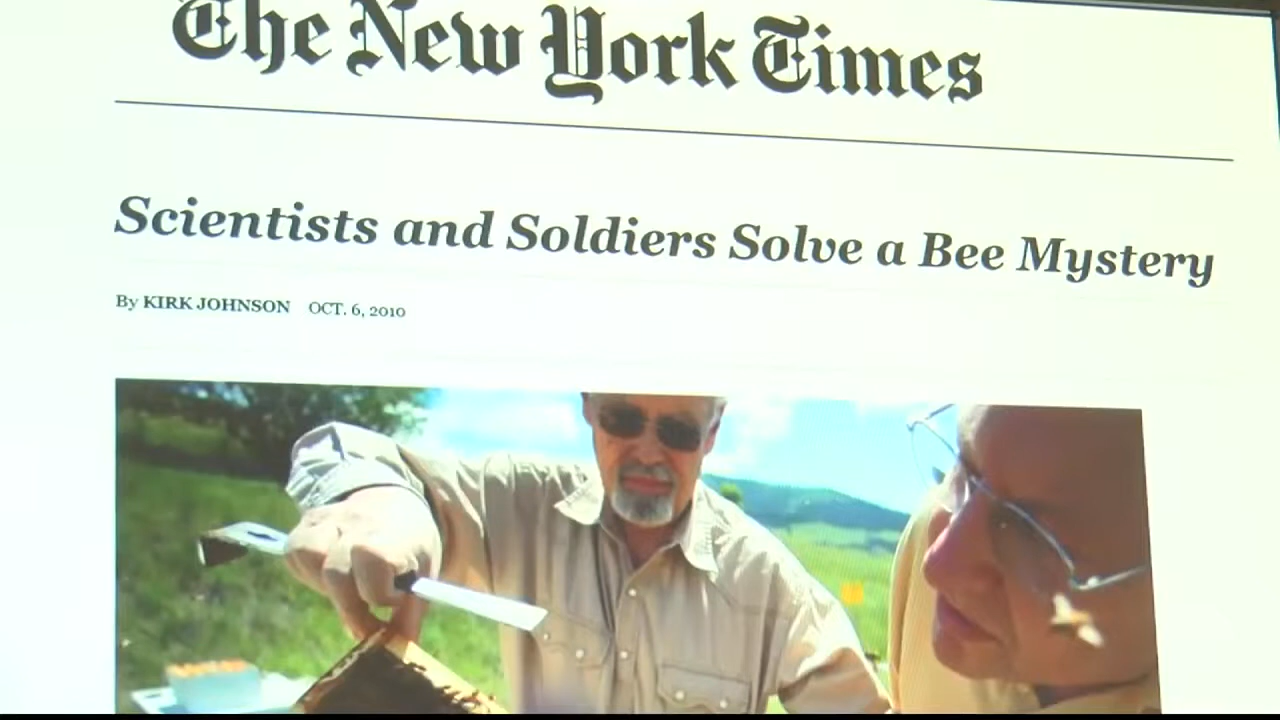 The New York Times
Scientists and Soldiers Solve a Bee Mystery
By KIRK JOHNSON OCT. 6, 2010